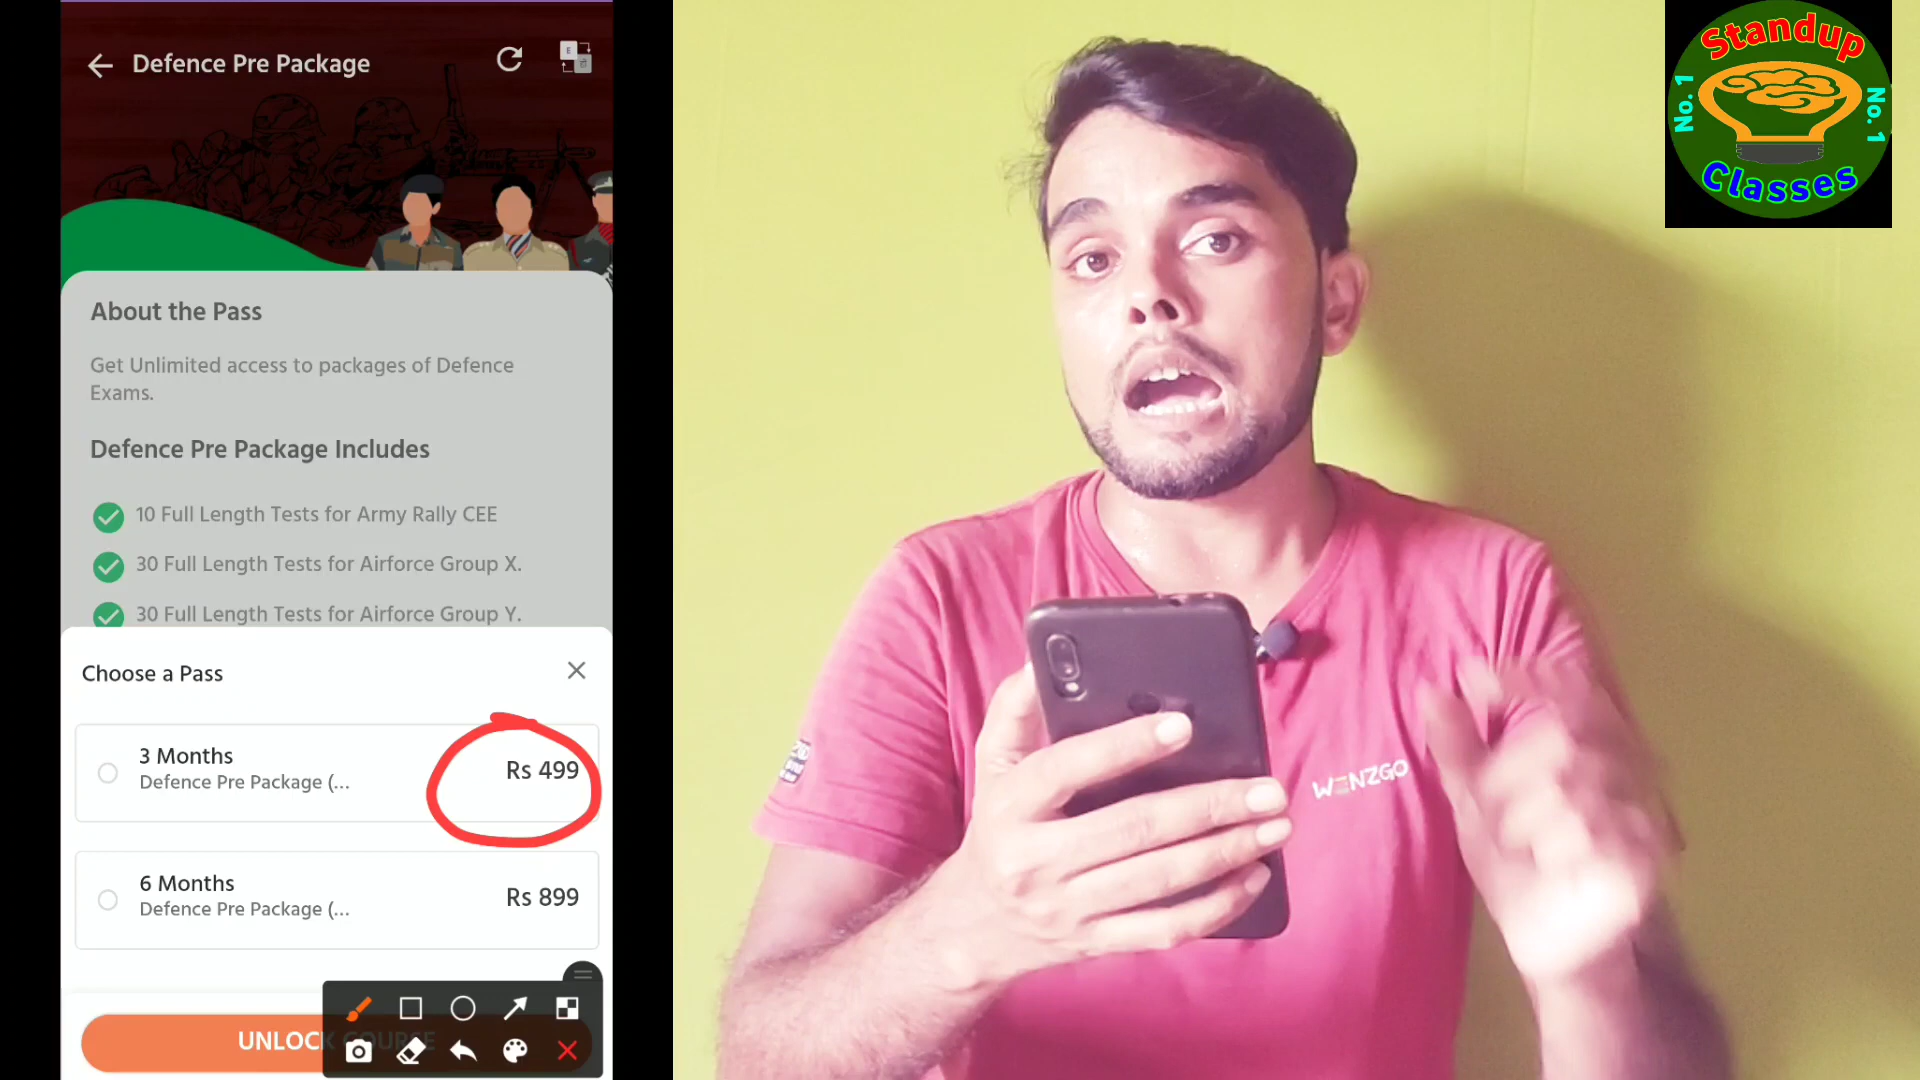 Defence Pre Package
About the Pass
Get Unlimited access to packages of Defence
Exams.
Defence Pre Package Includes
10 Full Length Tests for Army Rally CEE
30 Full Length Tests for Airforce Group X.
30 Full Length Tests for Airforce Group Y.
Choose a Pass
3 Months
Defence Pre Package (...
Rs 499
6 Months
Defence Pre Package (...
Rs 899
UNLOCK COURSE
Standup
No. 1
No. 1
Classes
WENZGO